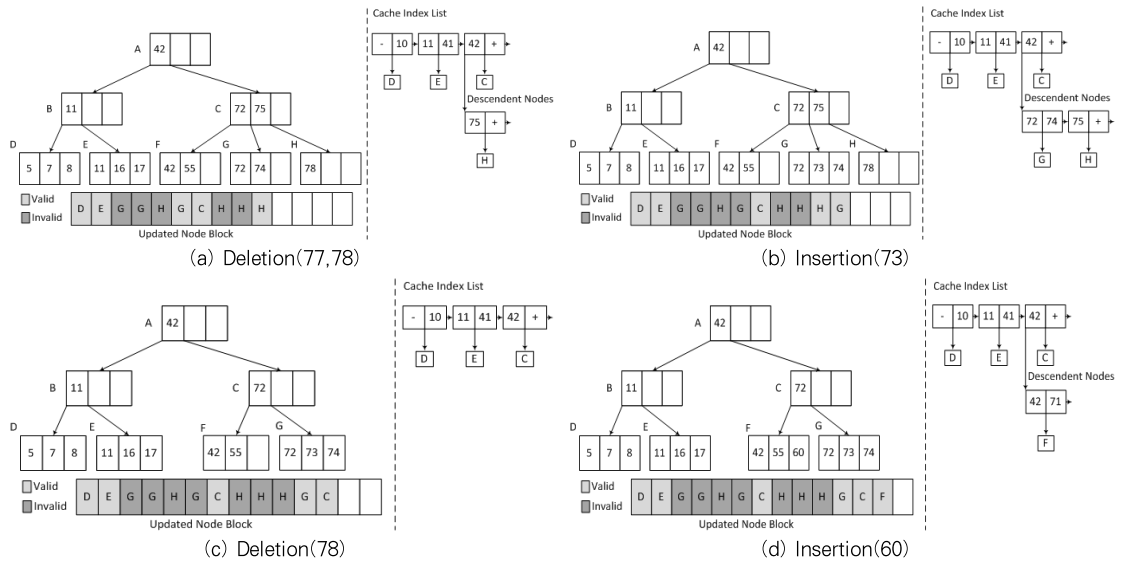 Cache Index List
A 42
- 10 11 41 42 +
D E C
B 11
C 72 75
Descendent Nodes
75 +
H
D E F G H
5 7 8 11 16 17 42 55 72 74 78
Valid
Invalid
D E G G H G C H H H
Updated Node Block
(a) Deletion(77,78)
Cache Index List
A 42
- 10 11 41 42 +
D E C
B 11
C 72 75
Descendent Nodes
72 74 75 +
G H
D E F G H
5 7 8 11 16 17 42 55 72 73 74 78
Valid
Invalid
D E G G H G C H H H G
Updated Node Block
(b) Insertion(73)
Cache Index List
A 42
- 10 11 41 42 +
D E C
B 11
C 72
D E F G
5 7 8 11 16 17 42 55 72 73 74
Valid
Invalid
D E G G H G C H H H G C
Updated Node Block
(c) Deletion(78)
Cache Index List
A 42
- 10 11 41 42 +
D E C
B 11
C 72
Descendent Nodes
42 71
F
D E F G
5 7 8 11 16 17 42 55 60 72 73 74
Valid
Invalid
D E G G H G C H H H G C F
Updated Node Block
(d) Insertion(60)